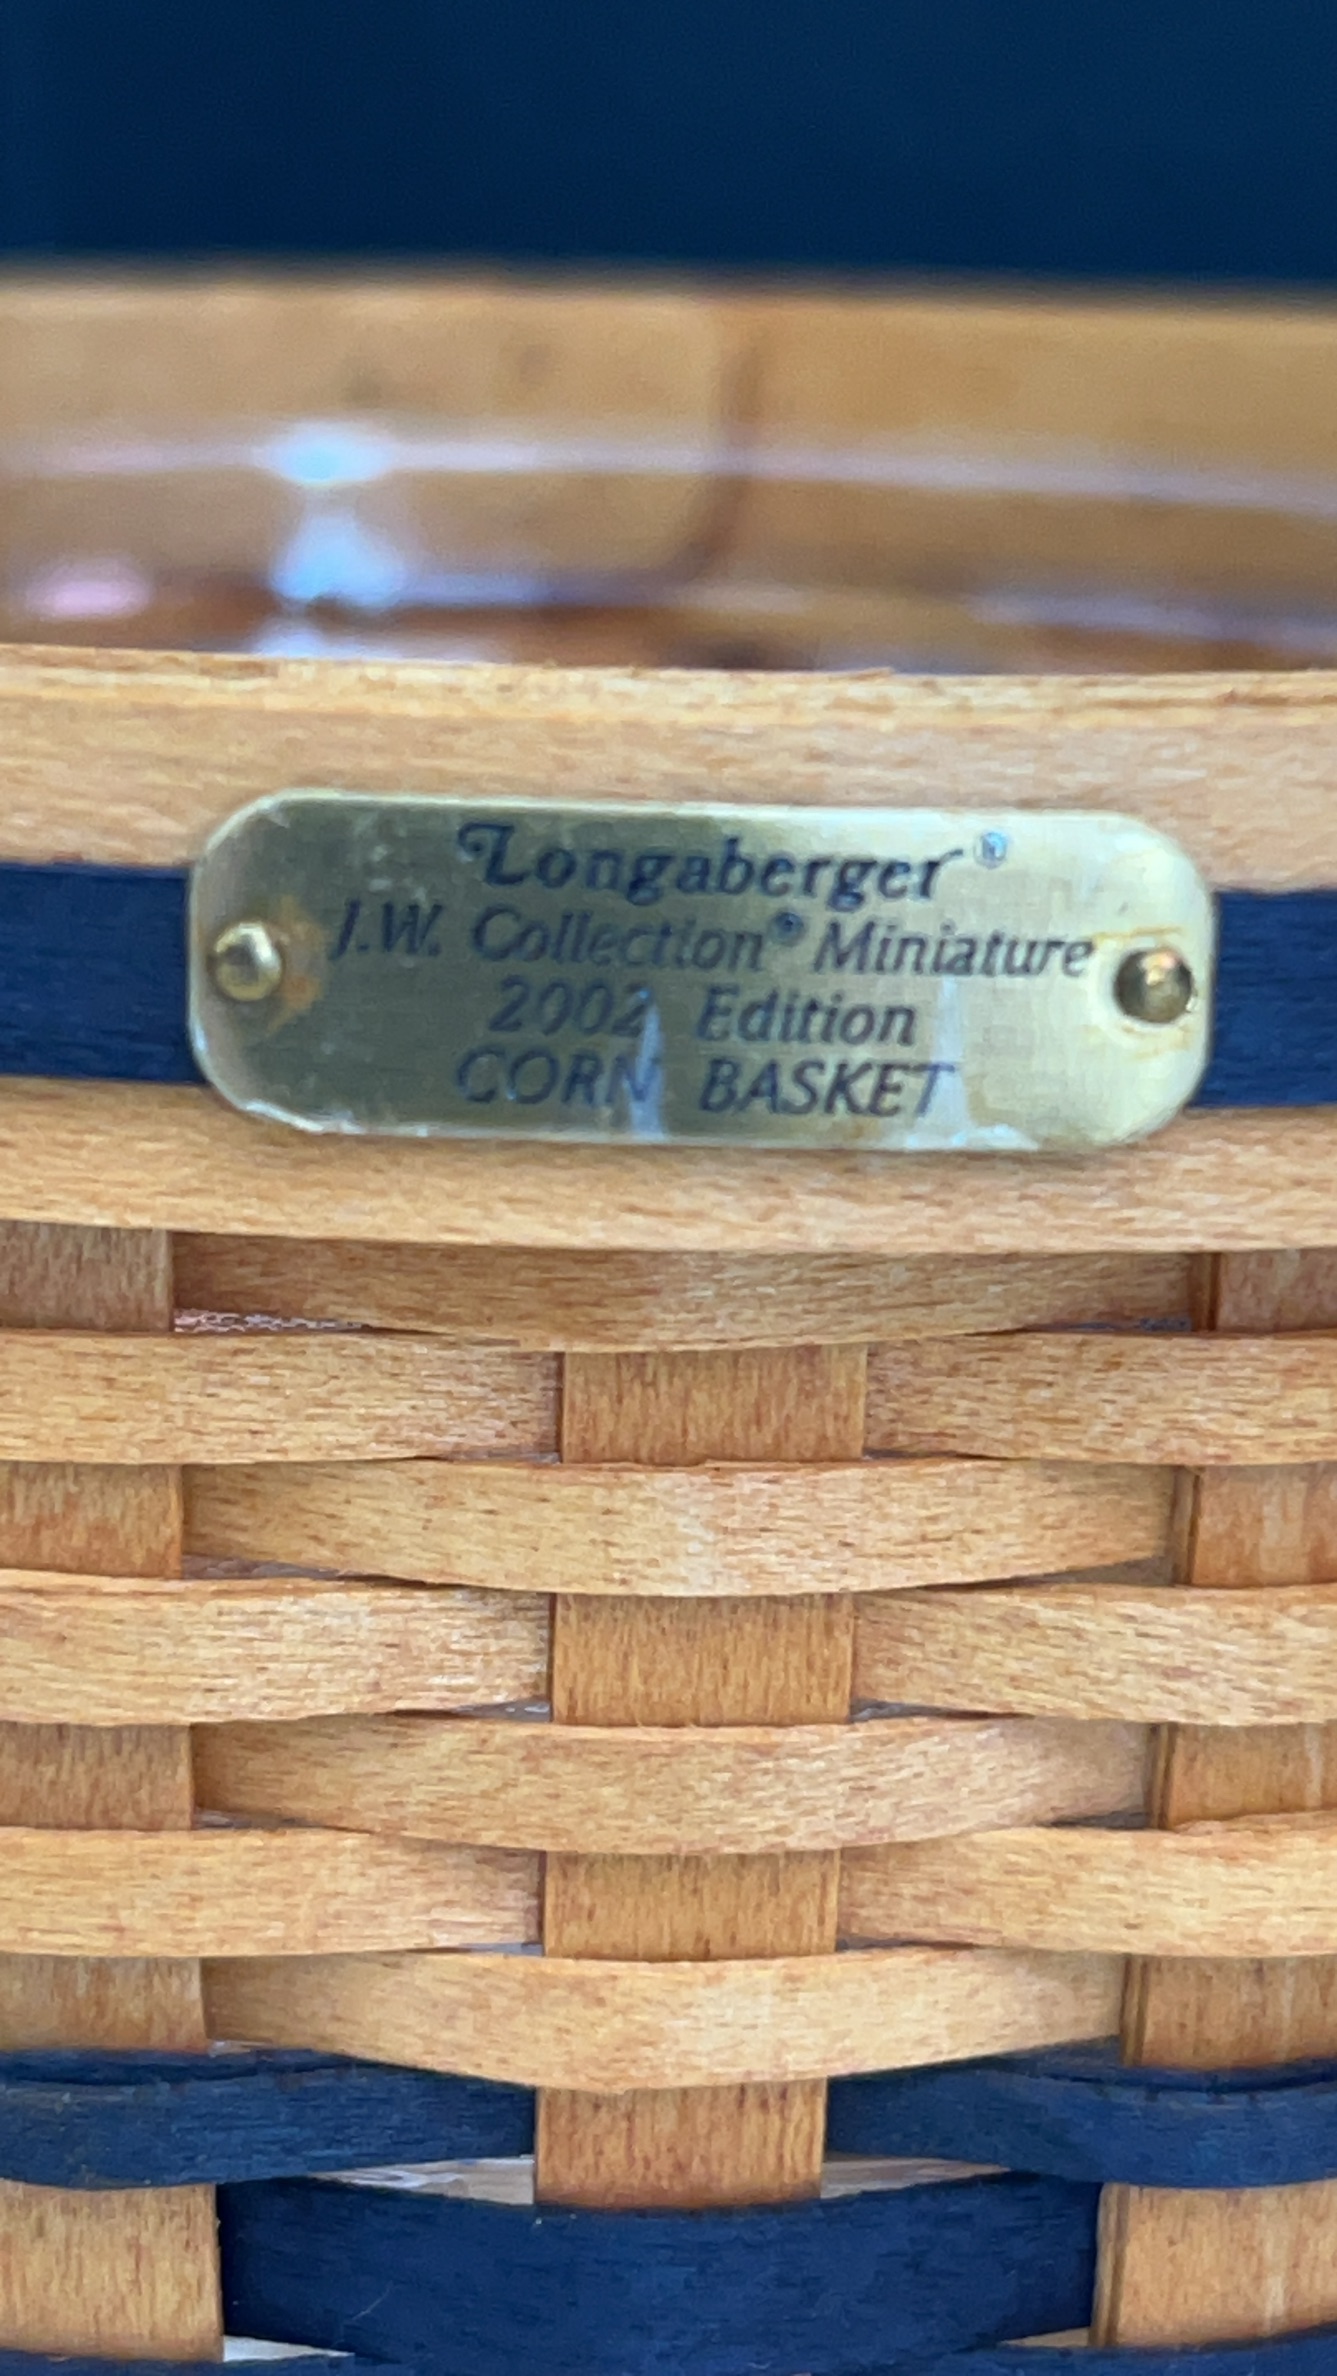 Longaberger®
J.W. Collection® Miniature
2002 Edition
CORN BASKET